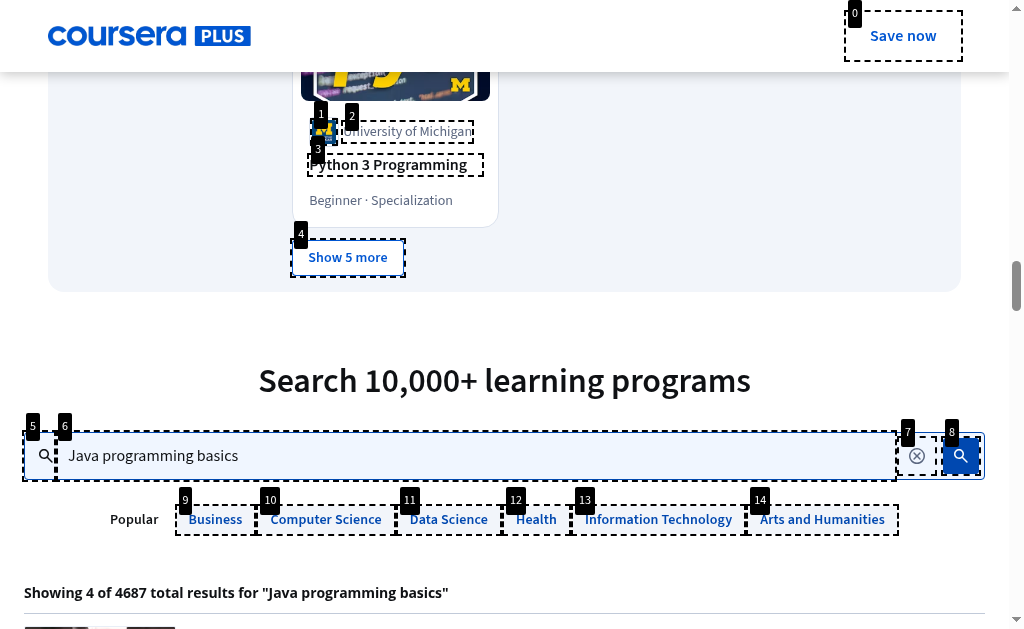 coursera PLUS
Save now
University of Michigan
Python 3 Programming
Beginner · Specialization
Show 5 more
Search 10,000+ learning programs
Java programming basics
Popular
Business
Computer Science
Data Science
Health
Information Technology
Arts and Humanities
Showing 4 of 4687 total results for "Java programming basics"
0
1
2
3
4
5
6
7
8
9
10
11
12
13
14